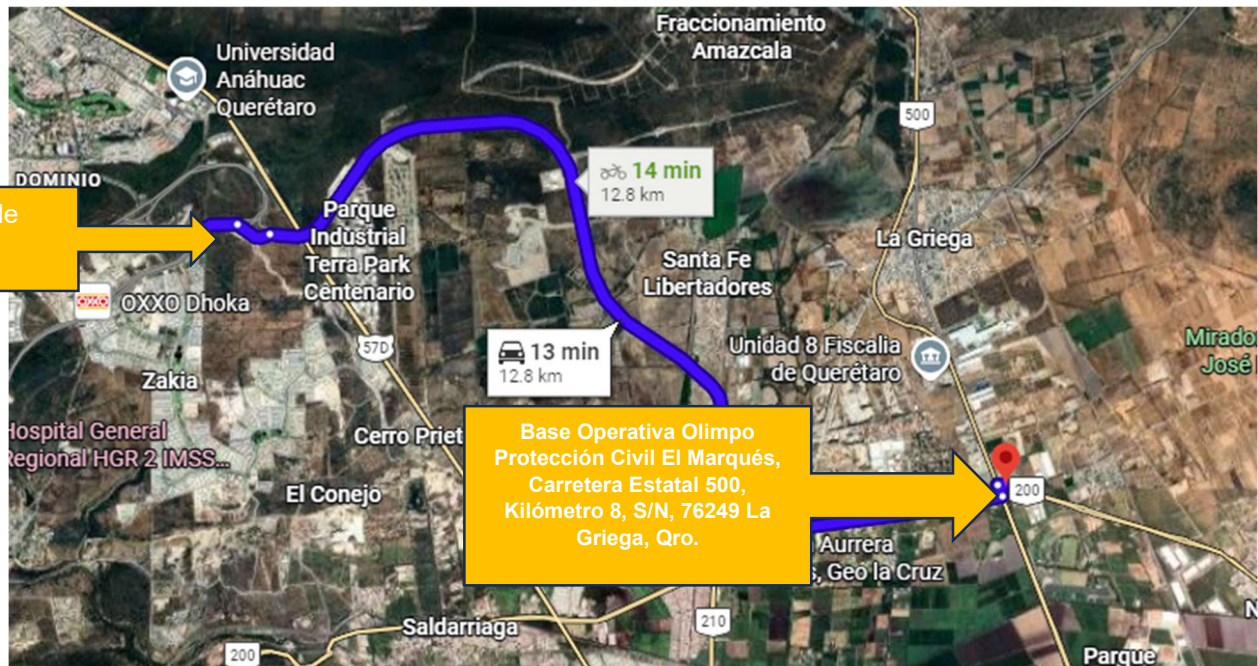 Fraccionamiento
Amazcala
Universidad
Anáhuac
Querétaro
500
DOMINIO
14 min
12.8 km
Parque
Industrial
Terra Park
Centenario
La Griega
Santa Fe
Libertadores
OXXO
OXXO Dhoka
57D
13 min
12.8 km
Unidad 8 Fiscalia
de Querétaro
Mirado
José
Zakia
Hospital General
Regional HGR 2 IMSS...
Cerro Priet
Base Operativa Olimpo
Protección Civil El Marqués,
Carretera Estatal 500,
Kilómetro 8, S/N, 76249 La
Griega, Qro.
El Conejo
200
Aurrera
, Geo la Cruz
Saldarriaga
210
200
Parque